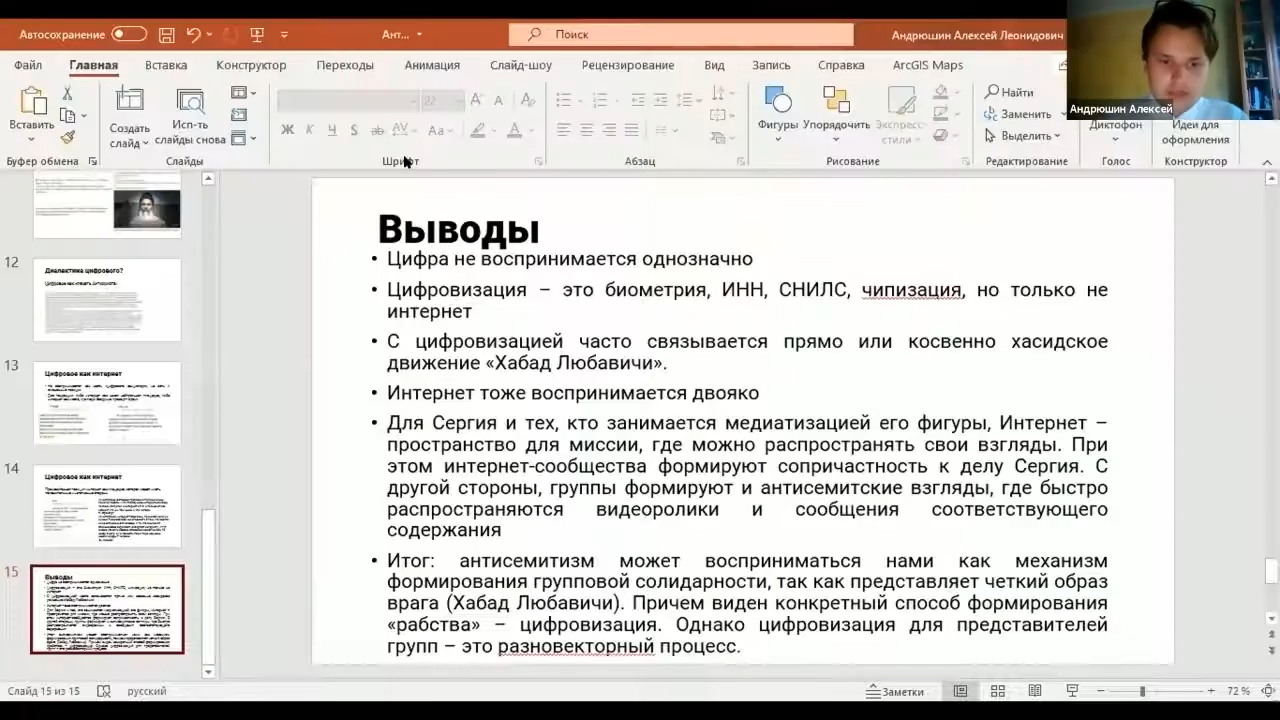 Автосохранение
Ант...
Поиск
Андрюшин Алексей Леонидович
Файл
Главная
Вставка
Конструктор
Переходы
Анимация
Слайд-шоу
Рецензирование
Вид
Запись
Справка
ArcGIS Maps
Андрюшин Алексей
Вставить
Создать
слайд
Исп-ть
слайды снова
22
Ж
К
Ч
S
ab
AV
Aa
A
Фигуры
Упорядочить
Экспресс-
стили
Найти
Заменить
Выделить
Диктофон
Идеи для
оформления
Буфер обмена
Слайды
Шрифт
Абзац
Рисование
Редактирование
Голос
Конструктор
12
Диалектика цифрового?
13
Цифровое как интернет
14
Цифровое как интернет
15
Выводы
Выводы
• Цифра не воспринимается однозначно
• Цифровизация – это биометрия, ИНН, СНИЛС, чипизация, но только не
интернет
• С цифровизацией часто связывается прямо или косвенно хасидское
движение «Хабад Любавичи».
• Интернет тоже воспринимается двояко
• Для Сергия и тех, кто занимается медиатизацией его фигуры, Интернет –
пространство для миссии, где можно распространять свои взгляды. При
этом интернет-сообщества формируют сопричастность к делу Сергия. С
другой стороны группы формируют и антисемитские взгляды, где быстро
распространяются видеоролики и сообщения соответствующего
содержания
• Итог: антисемитизм может восприниматься нами как механизм
формирования групповой солидарности, так как представляет четкий образ
врага (Хабад Любавичи). Причем виден конкретный способ формирования
«рабства» – цифровизация. Однако цифровизация для представителей
групп – это разновекторный процесс.
Слайд 15 из 15
русский
Заметки
72 %